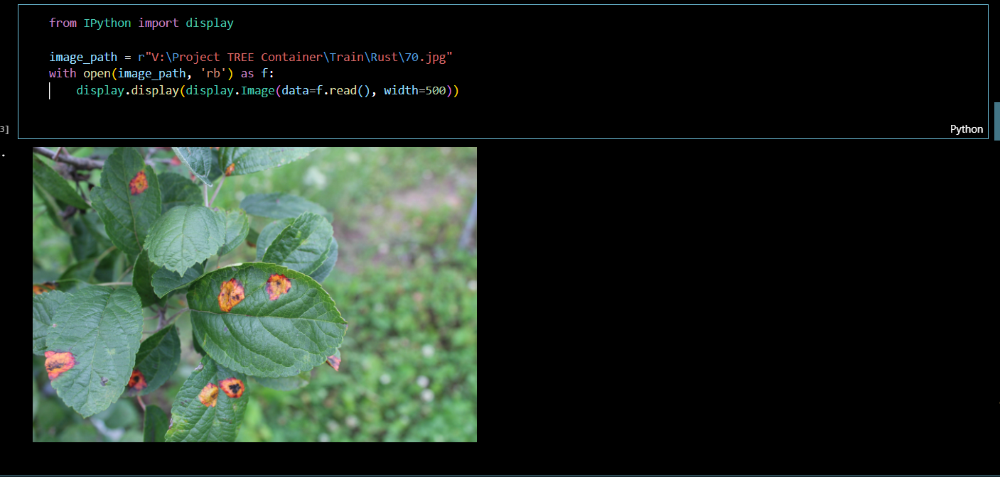 from IPython import display
image_path = r"V:\Project TREE Container\Train\Rust\70.jpg"
with open(image_path, 'rb') as f:
    display.display(display.Image(data=f.read(), width=500))
3]
Python